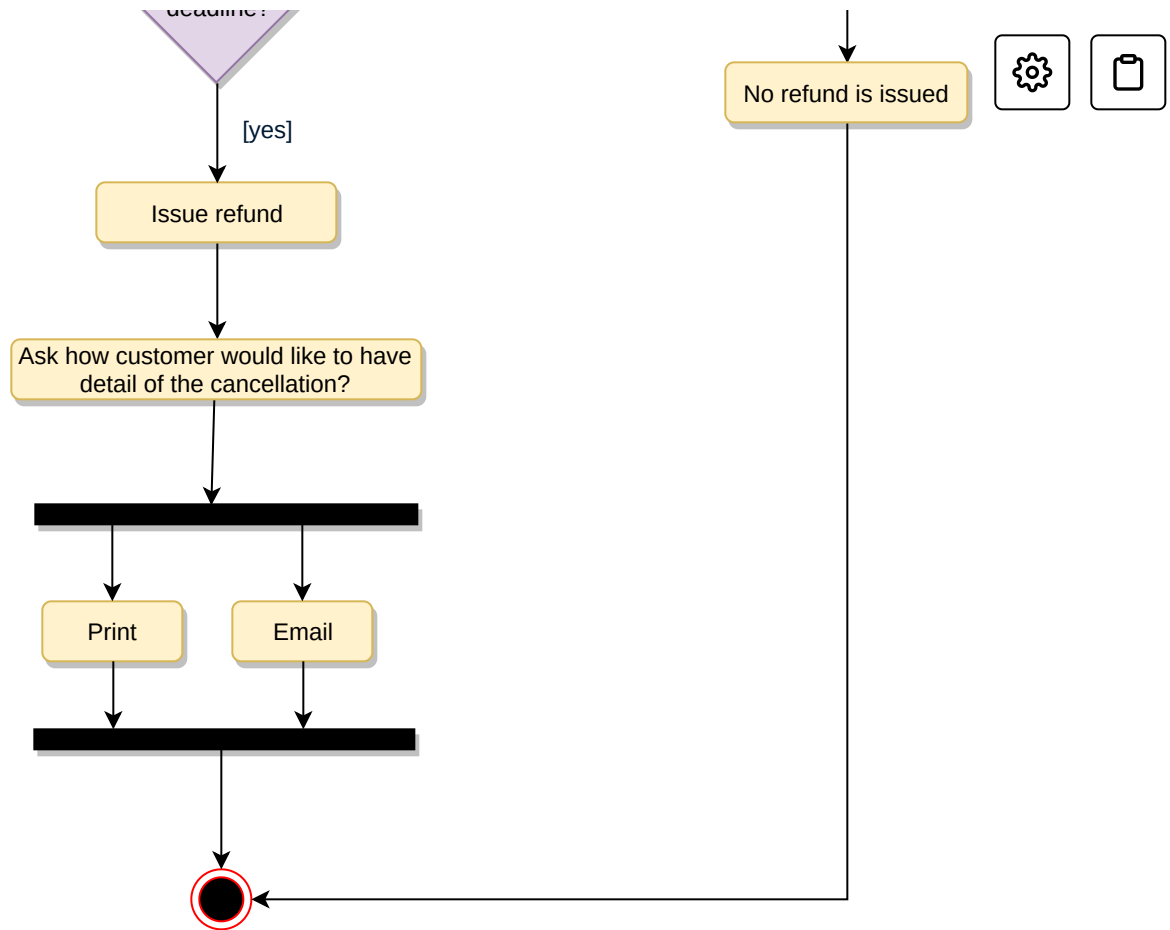 deadline?
No refund is issued
[yes]
Issue refund
Ask how customer would like to have
detail of the cancellation?
Print
Email